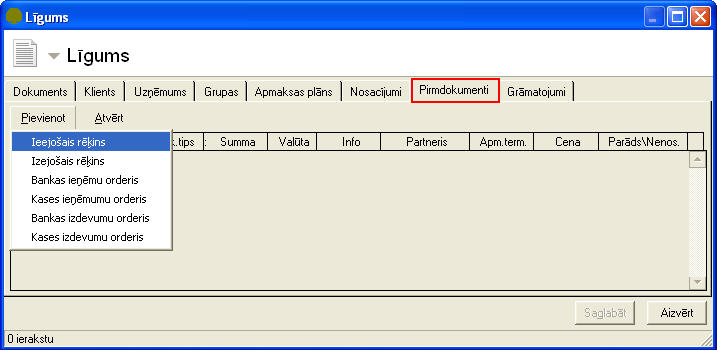 Līgums
Līgums
Dokuments Klients Uzņēmums Grupas Apmaksas plāns Nosacījumi Pirmdokumenti Grāmatojumi
Pievienot Atvērt
k.tips : Summa Valūta Info Partneris Apm.term. Cena Parāds\Nenos.
Ieejošais rēķins
Izejošais rēķins
Bankas ieņēmu orderis
Kases ieņēmumu orderis
Bankas izdevumu orderis
Kases izdevumu orderis
Saglabāt Aizvērt
0 ierakstu